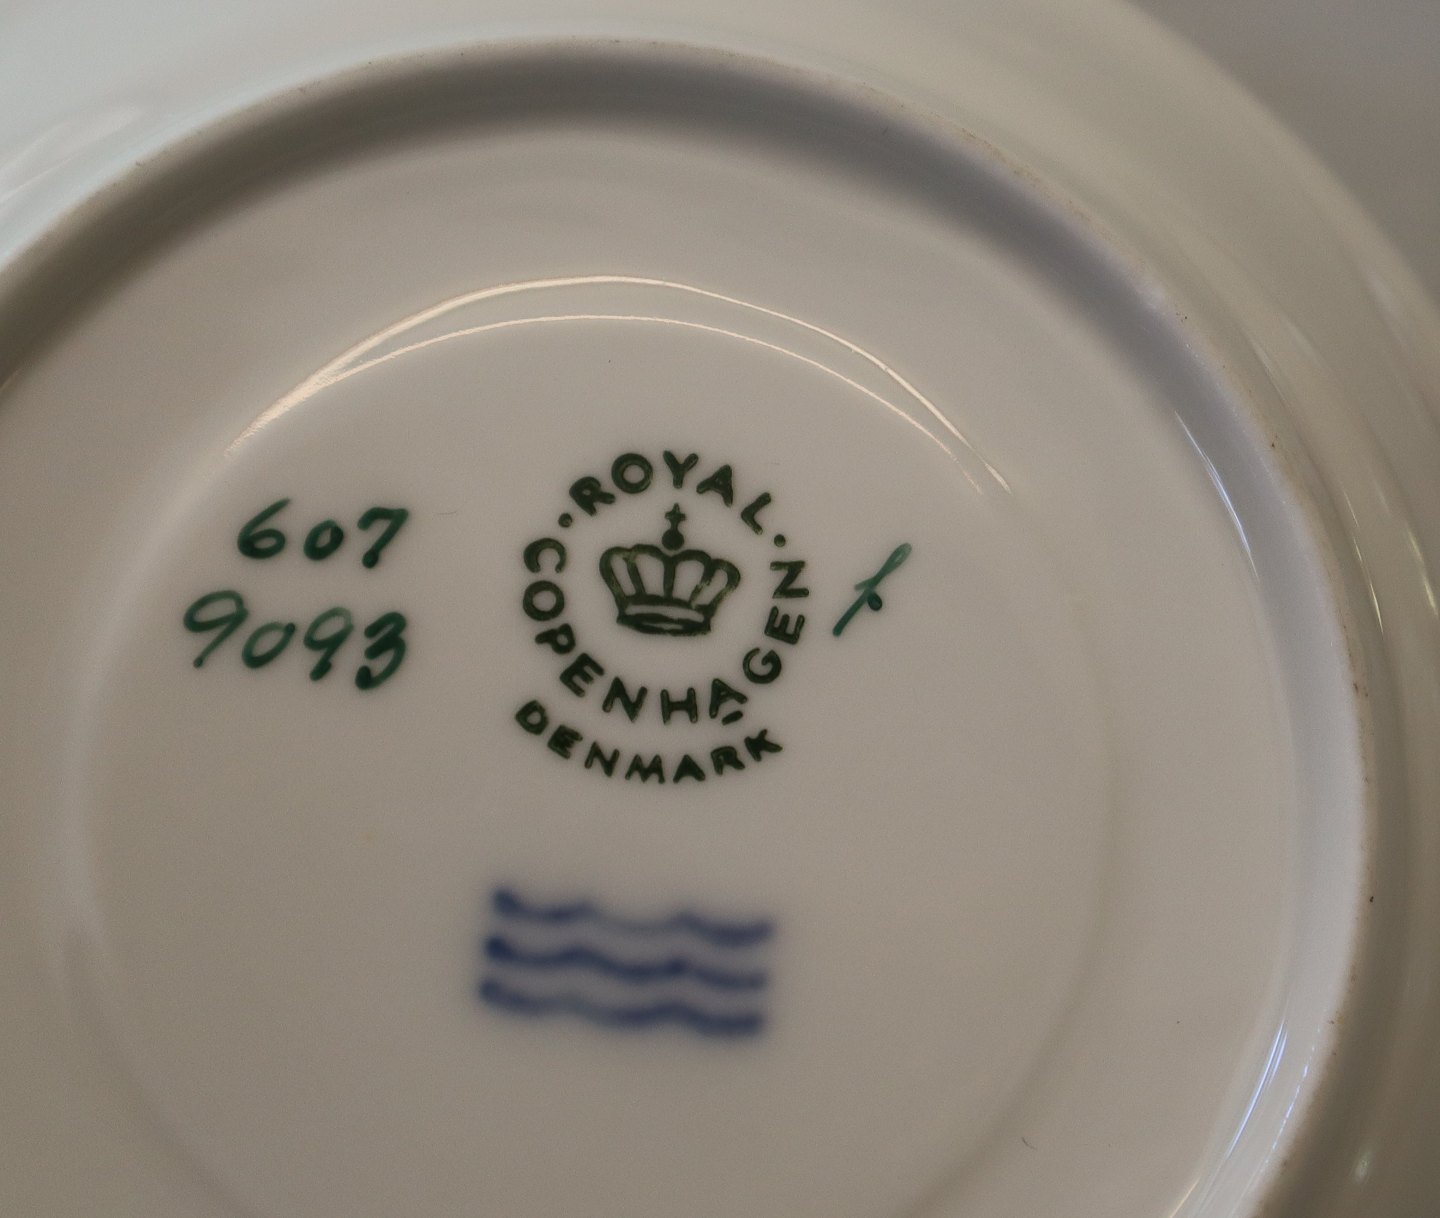 607
9093
ROYAL
COPENHAGEN
DENMARK